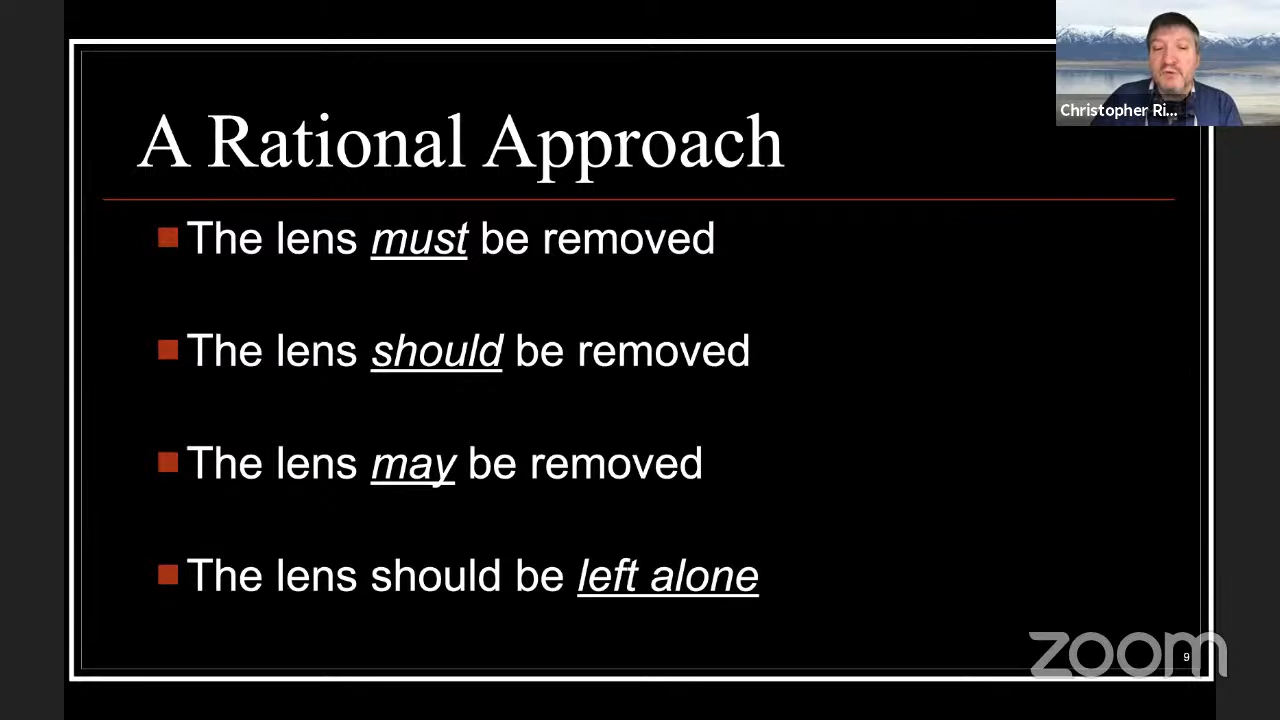 A Rational Approach
Christopher Ri...
The lens must be removed
The lens should be removed
The lens may be removed
The lens should be left alone
zoom
9